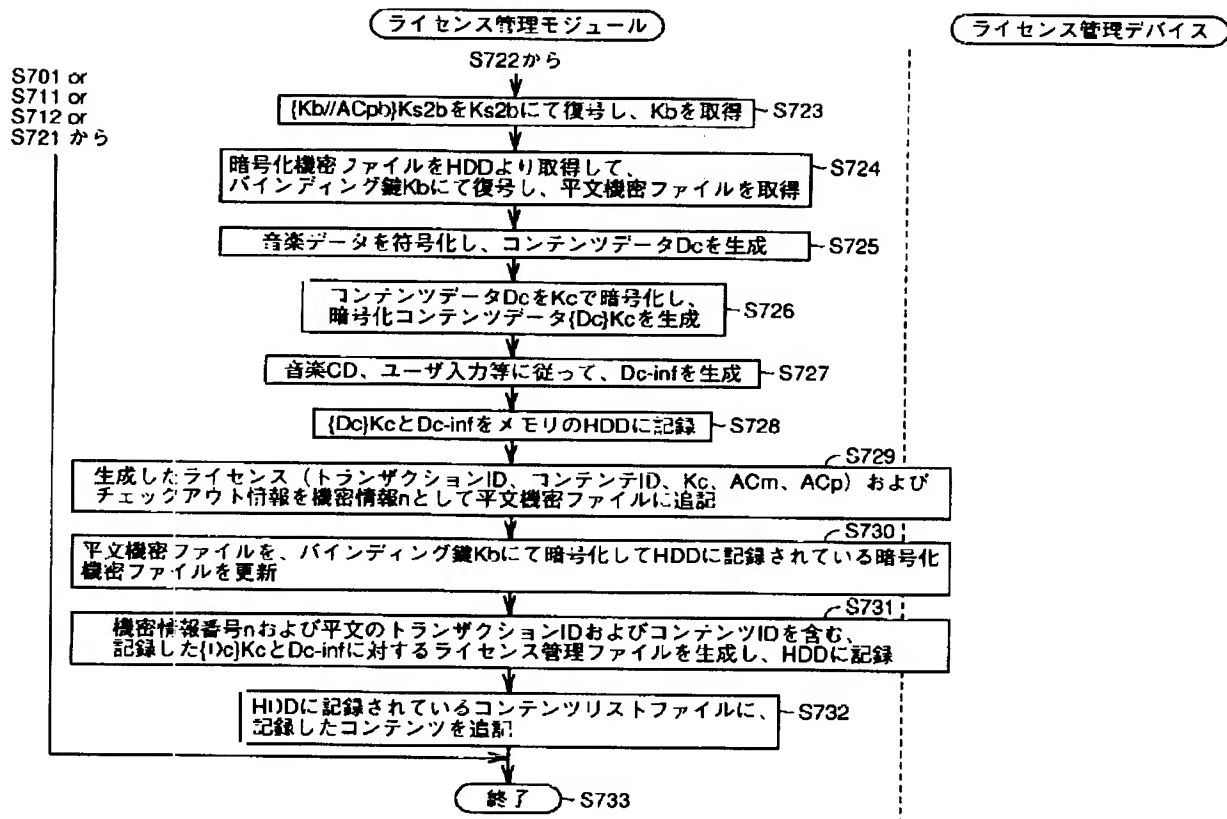 ライセンス管理モジュール
ライセンス管理デバイス
S722から
S701 or
S711 or
S712 or
S721 から
{Kb//ACpb}Ks2bをKs2bにて復号し、Kbを取得
S723
暗号化機密ファイルをHDDより取得して、
バインディング鍵Kbにて復号し、平文機密ファイルを取得
S724
音楽データを符号化し、コンテンツデータDcを生成
S725
コンテンツデータDcをKcで暗号化し、
暗号化コンテンツデータ{Dc}Kcを生成
S726
音楽CD、ユーザ入力等に従って、Dc-infを生成
S727
{Dc}KcとDc-infをメモリのHDDに記録
S728
S729
生成したライセンス（トランザクションID、コンテンテID、Kc、ACm、ACp）および
チェックアウト情報を機密情報nとして平文機密ファイルに追記
S730
平文機密ファイルを、バインディング鍵Kbにて暗号化してHDDに記録されている暗号化
機密ファイルを更新
S731
機密情報番号nおよび平文のトランザクションIDおよびコンテンツIDを含む、
記録した{Dc}KcとDc-infに対するライセンス管理ファイルを生成し、HDDに記録
HDDに記録されているコンテンツリストファイルに、
記録したコンテンツを追記
S732
終了
S733